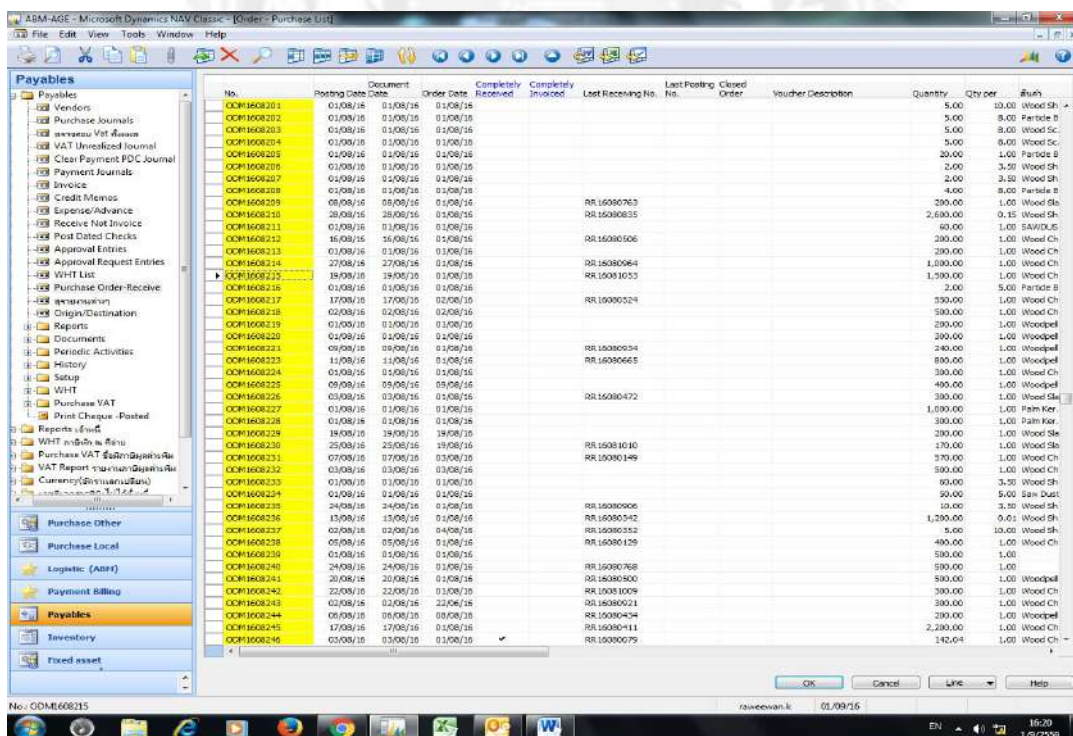 ABM-AGE - Microsoft Dynamics NAV Classic - [Order - Purchase List]
File Edit View Tools Window Help
Payables
Payables
Vendors
Purchase Journals
VAT Unrealized Journal
Clear Payment PDC Journal
Payment Journals
Invoice
Credit Memos
Expense/Advance
Receive Not Invoice
Post Dated Checks
Approval Entries
Approval Request Entries
WHT List
Purchase Order-Receive
Origin/Destination
Reports
Documents
Periodic Activities
History
Setup
WHT
Purchase VAT
Print Cheque -Posted
Reports
WHT
Purchase VAT
VAT Report
Purchase Other
Purchase Local
Logistic (ABM)
Payment Billing
Payables
Inventory
Fixed asset
No. Posting Date Document Date Order Date Completely Received Completely Invoiced Last Receiving No. Last Posting No. Closed Order Voucher Description Quantity Qty per สินค้า
ODM1608201 01/08/16 01/08/16 01/08/16 5.00 10.00 Wood Sh
ODM1608202 01/08/16 01/08/16 01/08/16 5.00 8.00 Particle B
ODM1608203 01/08/16 01/08/16 01/08/16 5.00 8.00 Wood Sc.
ODM1608204 01/08/16 01/08/16 01/08/16 5.00 8.00 Wood Sc.
ODM1608205 01/08/16 01/08/16 01/08/16 20.00 1.00 Particle B
ODM1608206 01/08/16 01/08/16 01/08/16 2.00 3.50 Wood Sh
ODM1608207 01/08/16 01/08/16 01/08/16 2.00 3.50 Wood Sh
ODM1608208 01/08/16 01/08/16 01/08/16 4.00 8.00 Particle B
ODM1608209 08/08/16 08/08/16 01/08/16 RR16080763 200.00 1.00 Wood Sla
ODM1608210 28/08/16 28/08/16 01/08/16 RR16080835 2,600.00 0.15 Wood Sh
ODM1608211 01/08/16 01/08/16 01/08/16 60.00 1.00 SAWDUS
ODM1608212 16/08/16 16/08/16 01/08/16 RR16080506 200.00 1.00 Wood Ch
ODM1608213 01/08/16 01/08/16 01/08/16 200.00 1.00 Wood Ch
ODM1608214 27/08/16 27/08/16 01/08/16 RR16080964 1,000.00 1.00 Wood Ch
ODM1608215 19/08/16 19/08/16 01/08/16 RR16081053 1,500.00 1.00 Wood Ch
ODM1608216 01/08/16 01/08/16 01/08/16 2.00 5.00 Particle B
ODM1608217 17/08/16 17/08/16 02/08/16 RR16080524 550.00 1.00 Wood Ch
ODM1608218 02/08/16 02/08/16 02/08/16 500.00 1.00 Wood Ch
ODM1608219 01/08/16 01/08/16 01/08/16 200.00 1.00 Woodpell
ODM1608220 01/08/16 01/08/16 01/08/16 200.00 1.00 Woodpell
ODM1608221 09/08/16 09/08/16 01/08/16 RR16080934 240.00 1.00 Woodpell
ODM1608223 11/08/16 11/08/16 01/08/16 RR16080665 800.00 1.00 Woodpell
ODM1608224 01/08/16 01/08/16 01/08/16 300.00 1.00 Wood Ch
ODM1608225 09/08/16 09/08/16 09/08/16 400.00 1.00 Woodpell
ODM1608226 03/08/16 03/08/16 01/08/16 RR16080472 300.00 1.00 Wood Sla
ODM1608227 01/08/16 01/08/16 01/08/16 1,000.00 1.00 Palm Ker.
ODM1608228 01/08/16 01/08/16 01/08/16 300.00 1.00 Palm Ker.
ODM1608229 19/08/16 19/08/16 19/08/16 200.00 1.00 Wood Sla
ODM1608230 25/08/16 25/08/16 19/08/16 RR16081010 200.00 1.00 Wood Sla
ODM1608231 07/08/16 07/08/16 03/08/16 RR16080149 570.00 1.00 Wood Ch
ODM1608232 03/08/16 03/08/16 03/08/16 500.00 1.00 Wood Ch
ODM1608233 01/08/16 01/08/16 01/08/16 60.00 3.50 Wood Sh
ODM1608234 01/08/16 01/08/16 01/08/16 50.00 5.00 Saw Dust
ODM1608235 24/08/16 24/08/16 01/08/16 RR16080906 10.00 3.50 Wood Sh
ODM1608236 13/08/16 13/08/16 01/08/16 RR16080342 1,200.00 0.01 Wood Sh
ODM1608237 02/08/16 02/08/16 04/08/16 RR16080352 5.00 10.00 Wood Sh
ODM1608238 05/08/16 05/08/16 01/08/16 RR16080129 400.00 1.00 Wood Ch
ODM1608239 01/08/16 01/08/16 01/08/16 500.00 1.00
ODM1608240 24/08/16 24/08/16 01/08/16 RR16080768 500.00 1.00
ODM1608241 20/08/16 20/08/16 01/08/16 RR16080500 500.00 1.00 Woodpell
ODM1608242 22/08/16 22/08/16 01/08/16 RR16081009 300.00 1.00 Wood Ch
ODM1608243 02/08/16 02/08/16 22/06/16 RR16080921 300.00 1.00 Wood Ch
ODM1608244 06/08/16 06/08/16 08/08/16 RR16080434 200.00 1.00 Woodpell
ODM1608245 17/08/16 17/08/16 01/08/16 RR16080411 2,200.00 1.00 Wood Ch
ODM1608246 03/08/16 03/08/16 01/08/16 ✔ RR16080079 142.04 1.00 Wood Ch
OK Cancel Line Help
No.: ODM1608215 raweewan.k 01/09/16
EN 16:20
1/9/2559